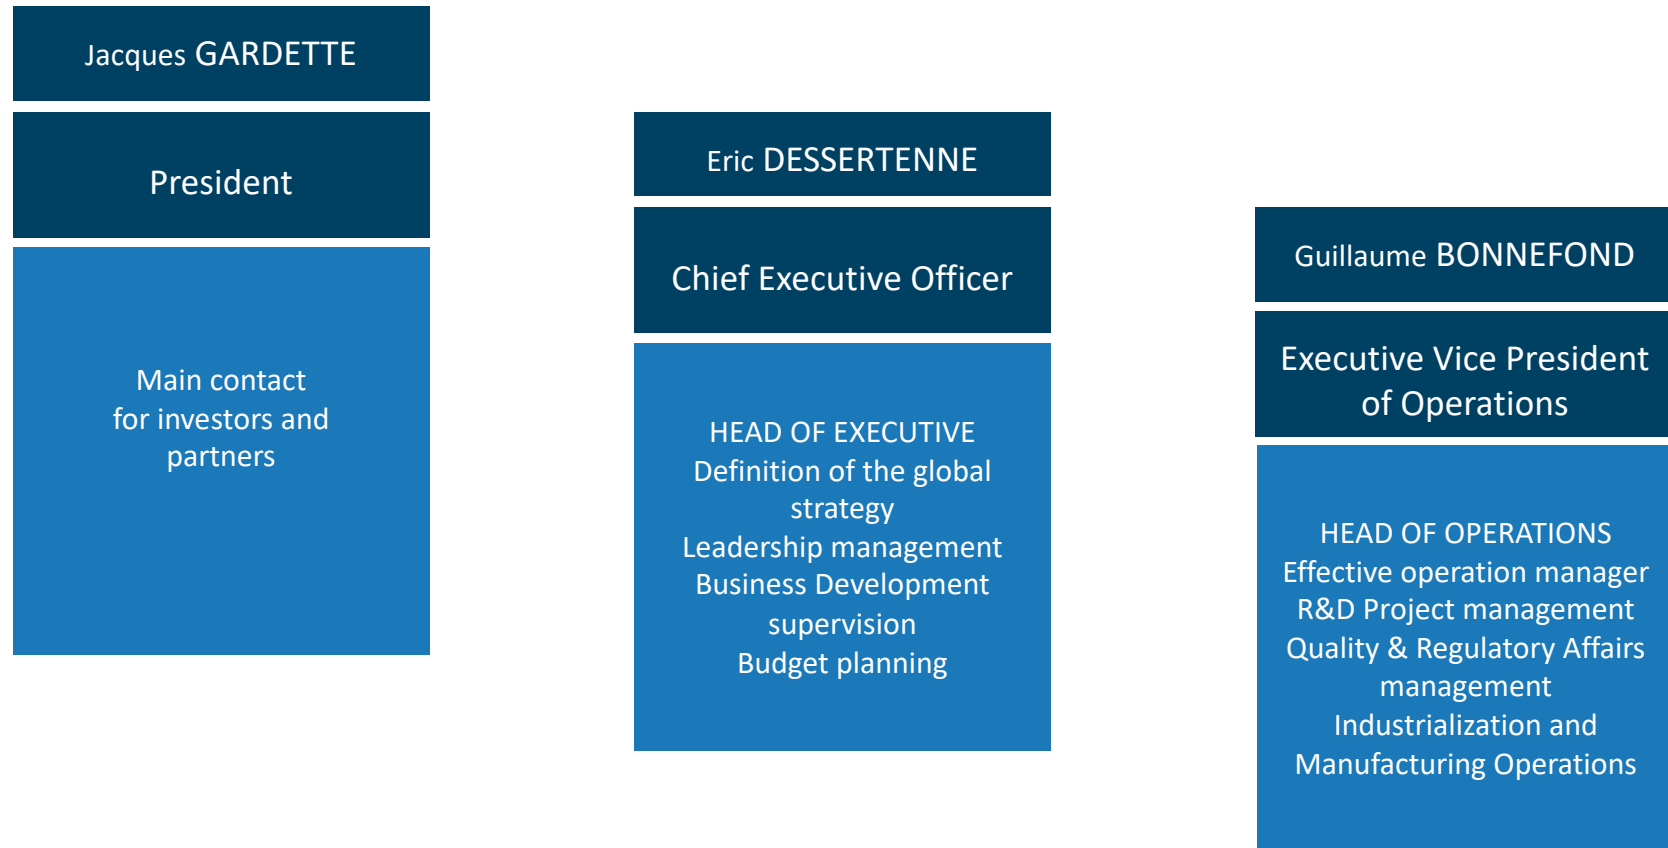 Jacques GARDETTE
President
Main contact
for investors and
partners
Eric DESSERTENNE
Chief Executive Officer
HEAD OF EXECUTIVE
Definition of the global
strategy
Leadership management
Business Development
supervision
Budget planning
Guillaume BONNEFOND
Executive Vice President
of Operations
HEAD OF OPERATIONS
Effective operation manager
R&D Project management
Quality & Regulatory Affairs
management
Industrialization and
Manufacturing Operations